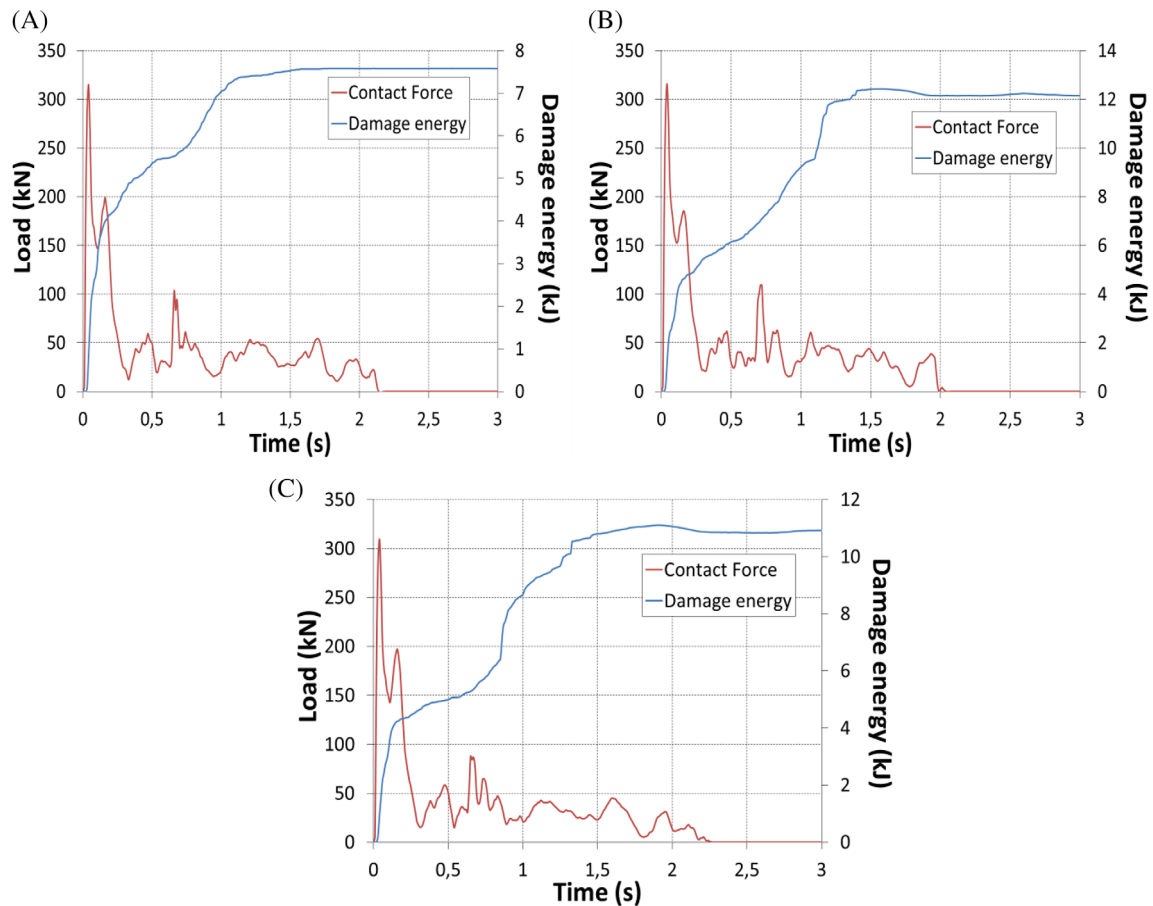 (A)
350
300
250
200
150
100
50
0
Load (kN)
8
7
6
5
4
3
2
1
0
Damage energy (kJ)
Contact Force
Damage energy
0 0,5 1 1,5 2 2,5 3
Time (s)
(B)
350
300
250
200
150
100
50
0
Load (kN)
14
12
10
8
6
4
2
0
Damage energy (kJ)
Contact Force
Damage energy
0 0,5 1 1,5 2 2,5 3
Time (s)
(C)
350
300
250
200
150
100
50
0
Load (kN)
12
10
8
6
4
2
0
Damage energy (kJ)
Contact Force
Damage energy
0 0,5 1 1,5 2 2,5 3
Time (s)